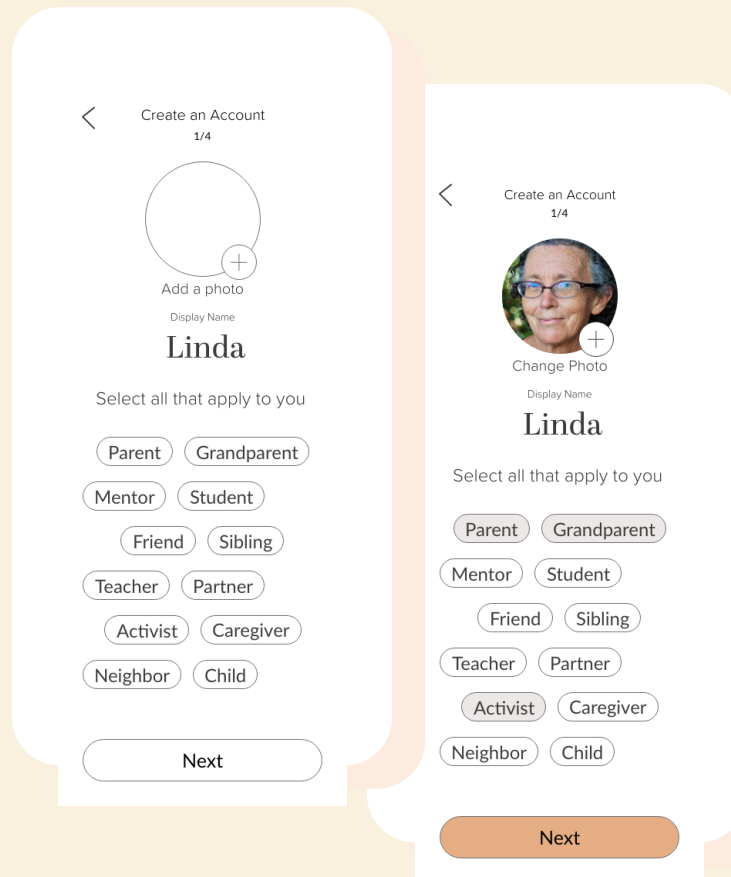 Create an Account
1/4
Add a photo
Display Name
Linda
Select all that apply to you
Parent Grandparent
Mentor Student
Friend Sibling
Teacher Partner
Activist Caregiver
Neighbor Child
Next
Create an Account
1/4
Change Photo
Display Name
Linda
Select all that apply to you
Parent Grandparent
Mentor Student
Friend Sibling
Teacher Partner
Activist Caregiver
Neighbor Child
Next